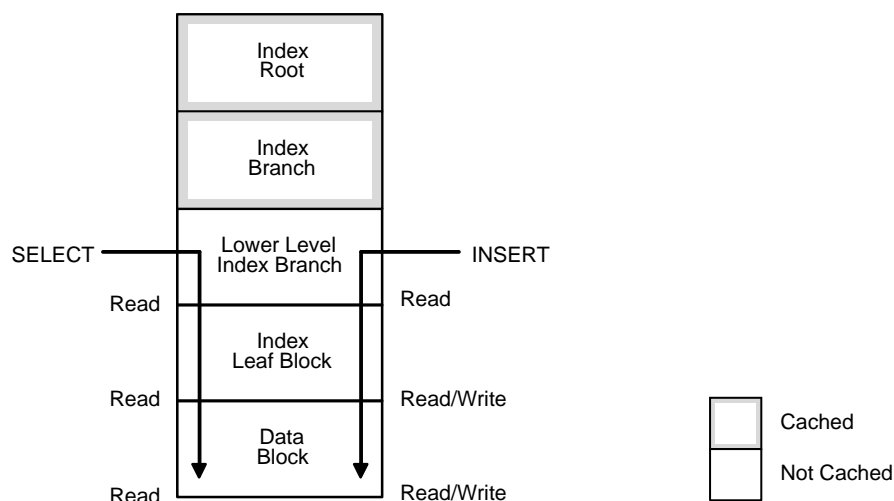 Index
Root
Index
Branch
SELECT
Lower Level
Index Branch
INSERT
Read
Read
Index
Leaf Block
Read
Read/Write
Data
Block
Read
Read/Write
Cached
Not Cached